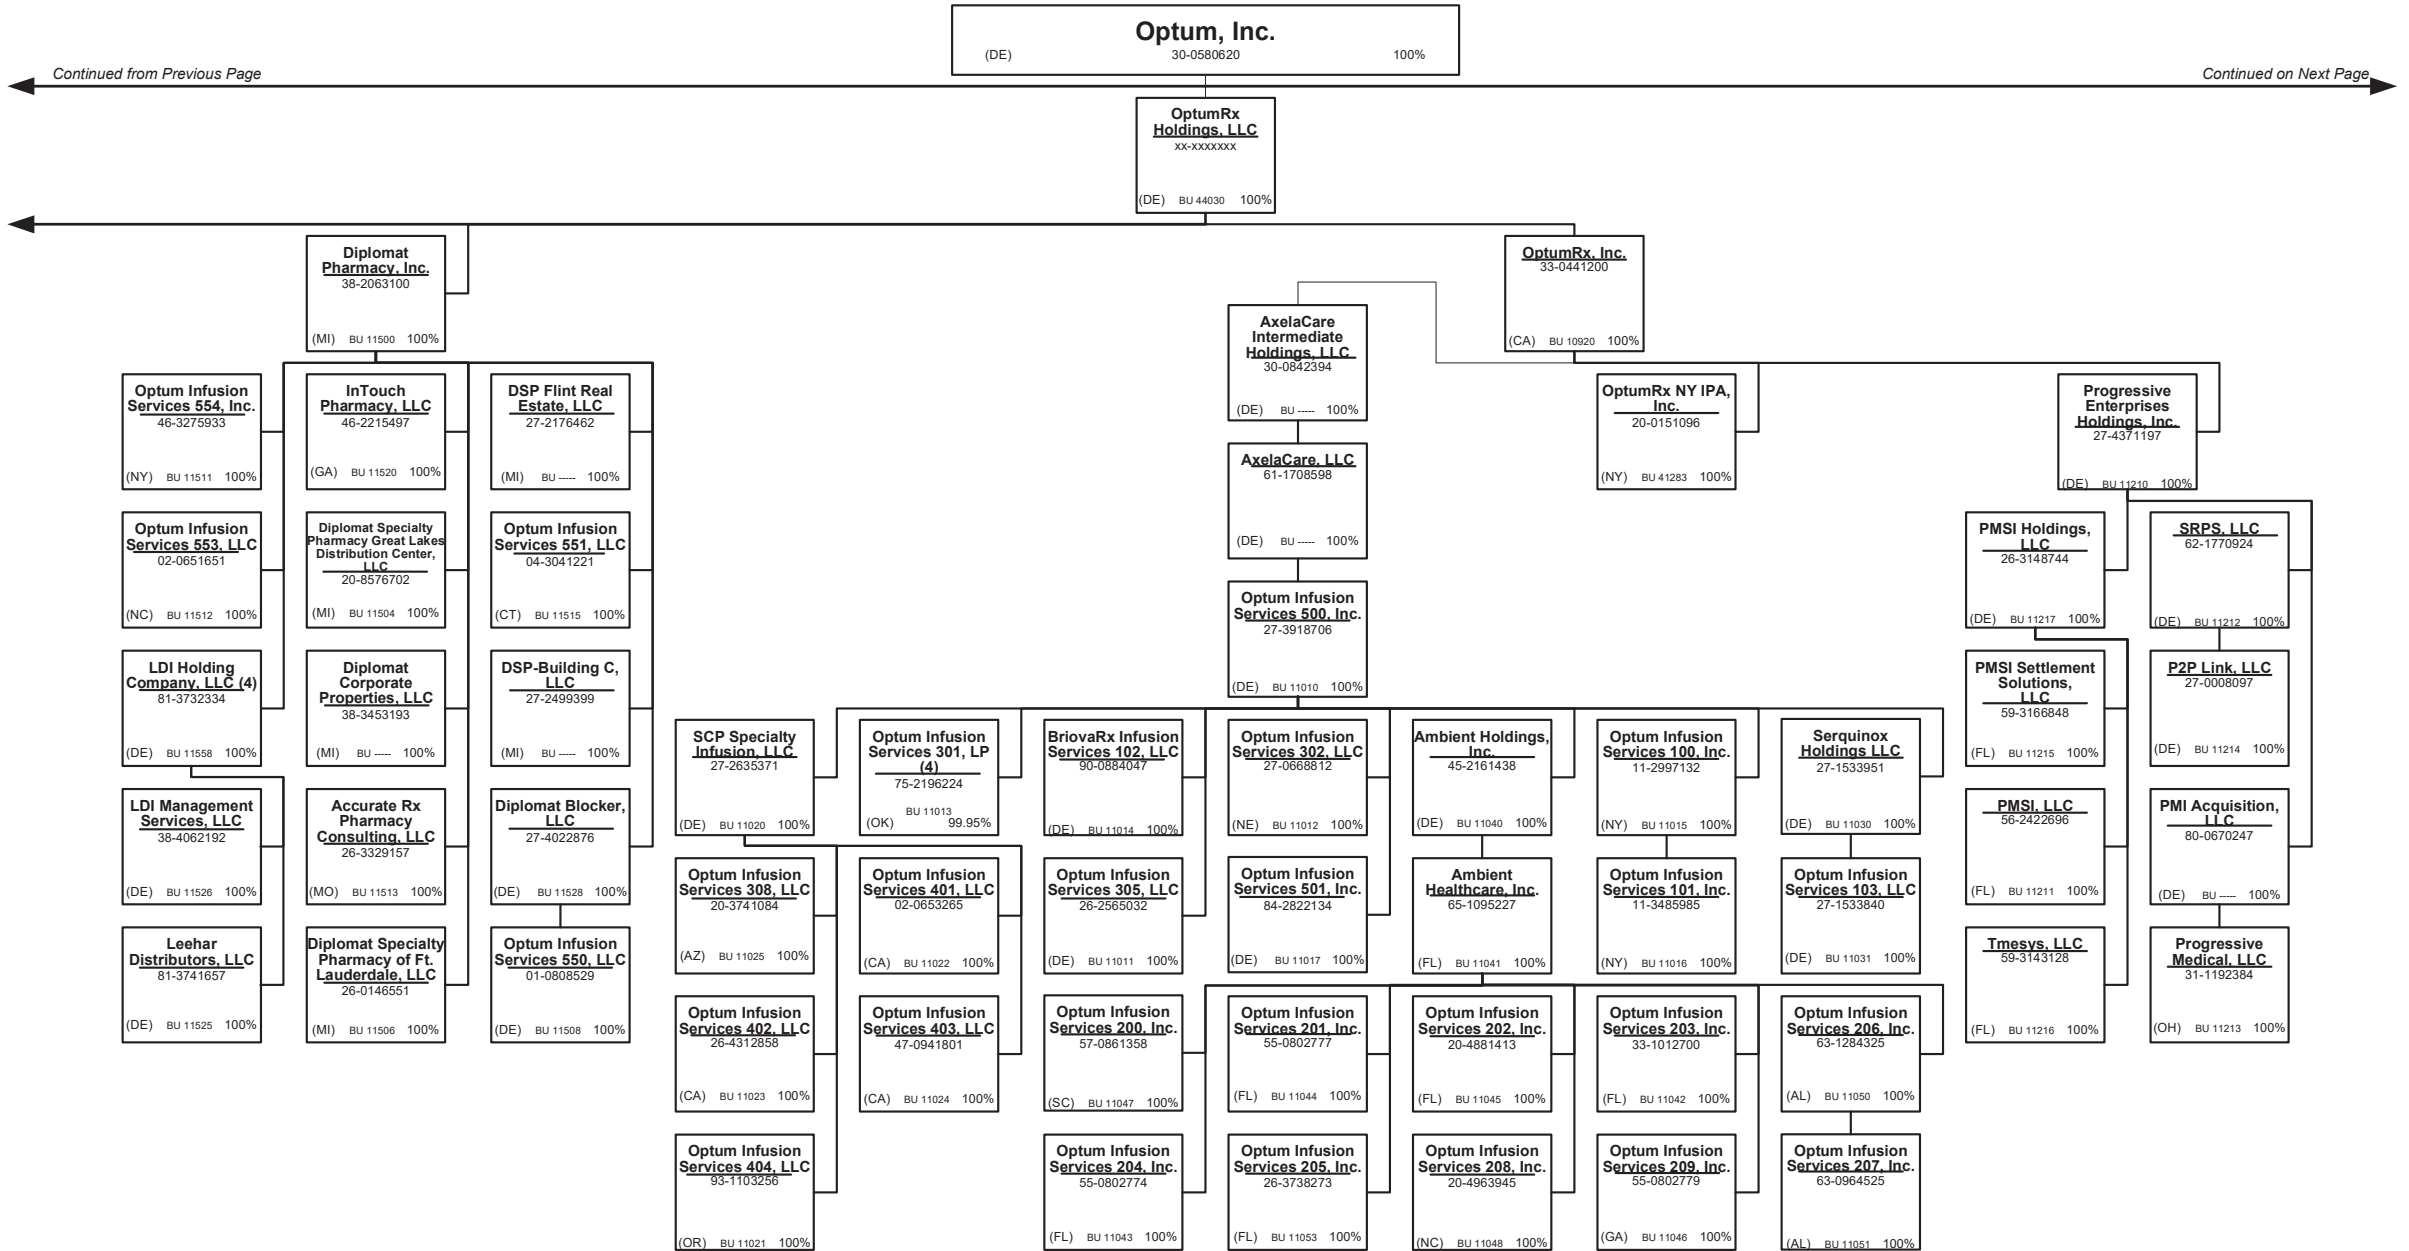 Optum, Inc.
(DE) 30-0580620 100%
Continued from Previous Page
Continued on Next Page
OptumRx
Holdings, LLC
xx-xxxxxxx
(DE) BU 44030 100%
Diplomat
Pharmacy, Inc.
38-2063100
(MI) BU 11500 100%
OptumRx, Inc.
33-0441200
(CA) BU 10920 100%
AxelaCare
Intermediate
Holdings, LLC
30-0842394
(DE) BU ----- 100%
Optum Infusion
Services 554, Inc.
46-3275933
(NY) BU 11511 100%
InTouch
Pharmacy, LLC
46-2215497
(GA) BU 11520 100%
DSP Flint Real
Estate, LLC
27-2176462
(MI) BU ----- 100%
OptumRx NY IPA,
Inc.
20-0151096
(NY) BU 41283 100%
Progressive
Enterprises
Holdings, Inc.
27-4371197
(DE) BU 11210 100%
AxelaCare, LLC
61-1708598
(DE) BU ----- 100%
Optum Infusion
Services 553, LLC
02-0651651
(NC) BU 11512 100%
Diplomat Specialty
Pharmacy Great Lakes
Distribution Center,
LLC
20-8576702
(MI) BU 11504 100%
Optum Infusion
Services 551, LLC
04-3041221
(CT) BU 11515 100%
PMSI Holdings,
LLC
26-3148744
(DE) BU 11217 100%
SRPS, LLC
62-1770924
(DE) BU 11212 100%
Optum Infusion
Services 500, Inc.
27-3918706
(DE) BU 11010 100%
LDI Holding
Company, LLC (4)
81-3732334
(DE) BU 11558 100%
Diplomat
Corporate
Properties, LLC
38-3453193
(MI) BU ----- 100%
DSP-Building C,
LLC
27-2499399
(MI) BU ----- 100%
PMSI Settlement
Solutions,
LLC
59-3166848
(FL) BU 11215 100%
P2P Link, LLC
27-0008097
(DE) BU 11214 100%
SCP Specialty
Infusion, LLC
27-2635371
(DE) BU 11020 100%
Optum Infusion
Services 301, LP
(4)
75-2196224
BU 11013
(OK) 99.95%
BriovaRx Infusion
Services 102, LLC
90-0884047
(DE) BU 11014 100%
Optum Infusion
Services 302, LLC
27-0668812
(NE) BU 11012 100%
Ambient Holdings,
Inc.
45-2161438
(DE) BU 11040 100%
Optum Infusion
Services 100, Inc.
11-2997132
(NY) BU 11015 100%
Serquinox
Holdings LLC
27-1533951
(DE) BU 11030 100%
LDI Management
Services, LLC
38-4062192
(DE) BU 11526 100%
Accurate Rx
Pharmacy
Consulting, LLC
26-3329157
(MO) BU 11513 100%
Diplomat Blocker,
LLC
27-4022876
(DE) BU 11528 100%
PMSI, LLC
56-2422696
(FL) BU 11211 100%
PMI Acquisition,
LLC
80-0670247
(DE) BU ----- 100%
Optum Infusion
Services 308, LLC
20-3741084
(AZ) BU 11025 100%
Optum Infusion
Services 401, LLC
02-0653265
(CA) BU 11022 100%
Optum Infusion
Services 305, LLC
26-2565032
(DE) BU 11011 100%
Optum Infusion
Services 501, Inc.
84-2822134
(DE) BU 11017 100%
Ambient
Healthcare, Inc.
65-1095227
(FL) BU 11041 100%
Optum Infusion
Services 101, Inc.
11-3485985
(NY) BU 11016 100%
Optum Infusion
Services 103, LLC
27-1533840
(DE) BU 11031 100%
Leehar
Distributors, LLC
81-3741657
(DE) BU 11525 100%
Diplomat Specialty
Pharmacy of Ft.
Lauderdale, LLC
26-0146551
(MI) BU 11506 100%
Optum Infusion
Services 550, LLC
01-0808529
(DE) BU 11508 100%
Tmesys, LLC
59-3143128
(FL) BU 11216 100%
Progressive
Medical, LLC
31-1192384
(OH) BU 11213 100%
Optum Infusion
Services 402, LLC
26-4312858
(CA) BU 11023 100%
Optum Infusion
Services 403, LLC
47-0941801
(CA) BU 11024 100%
Optum Infusion
Services 200, Inc.
57-0861358
(SC) BU 11047 100%
Optum Infusion
Services 201, Inc.
55-0802777
(FL) BU 11044 100%
Optum Infusion
Services 202, Inc.
20-4881413
(FL) BU 11045 100%
Optum Infusion
Services 203, Inc.
33-1012700
(FL) BU 11042 100%
Optum Infusion
Services 206, Inc.
63-1284325
(AL) BU 11050 100%
Optum Infusion
Services 404, LLC
93-1103256
(OR) BU 11021 100%
Optum Infusion
Services 204, Inc.
55-0802774
(FL) BU 11043 100%
Optum Infusion
Services 205, Inc.
26-3738273
(FL) BU 11053 100%
Optum Infusion
Services 208, Inc.
20-4963945
(NC) BU 11048 100%
Optum Infusion
Services 209, Inc.
55-0802779
(GA) BU 11046 100%
Optum Infusion
Services 207, Inc.
63-0964525
(AL) BU 11051 100%